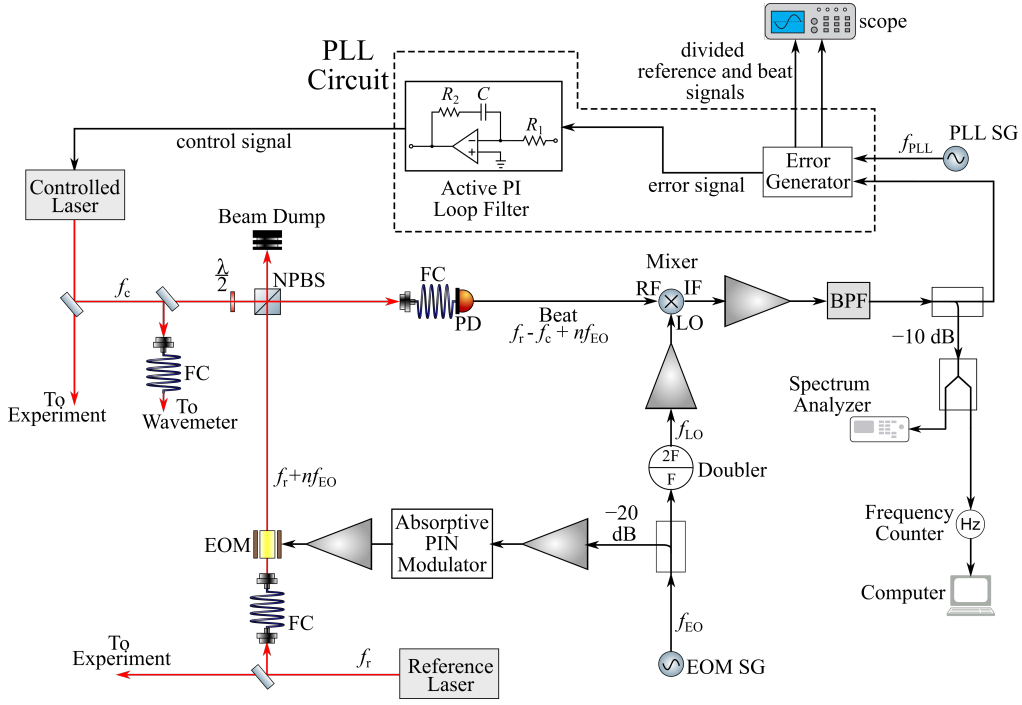 scope
PLL
Circuit
divided
reference and beat
signals
R2
C
R1
−
+
control signal
PLL SG
fPLL
Error
Generator
error signal
Active PI
Loop Filter
Controlled
Laser
Beam Dump
fc
λ
2
NPBS
FC
PD
Beat
fr - fc + nfEO
Mixer
RF
IF
LO
BPF
−10 dB
FC
To
Experiment
To
Wavemeter
Spectrum
Analyzer
fLO
2F
F
Doubler
fr+nfEO
−20
dB
EOM
Absorptive
PIN
Modulator
Frequency
Counter
Hz
Computer
FC
fEO
To
Experiment
fr
Reference
Laser
EOM SG